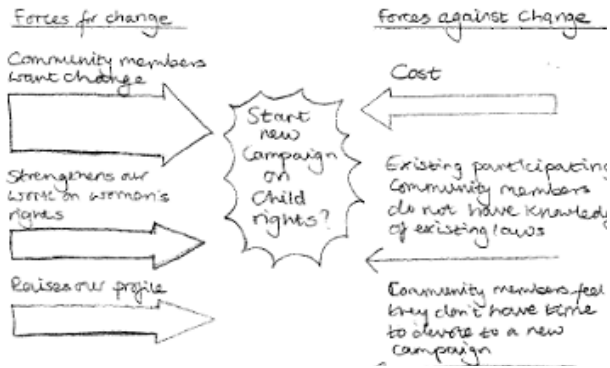 Forces for change
Community members
want change
Strengthens our
work on women's
rights
Raises our profile
Start
new
Campaign
on
Child
rights?
Forces against Change
Cost
Existing participating
Community members
do not have knowledg
of existing laws
Community members feel
they don't have time
to devote to a new
campaign